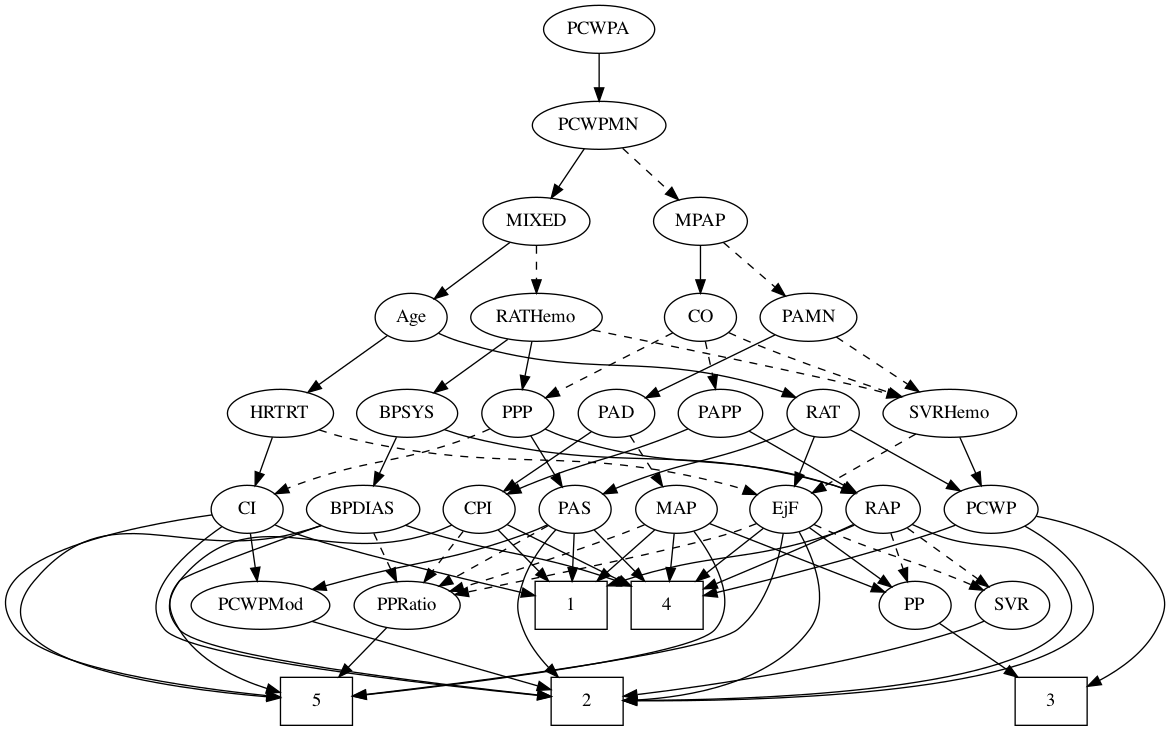 PCWPA
PCWPMN
MIXED
MPAP
Age
RATHemo
CO
PAMN
HRTRT
BPSYS
PPP
PAD
PAPP
RAT
SVRHemo
CI
BPDIAS
CPI
PAS
MAP
EjF
RAP
PCWP
PCWPMod
PPRatio
1
4
PP
SVR
5
2
3